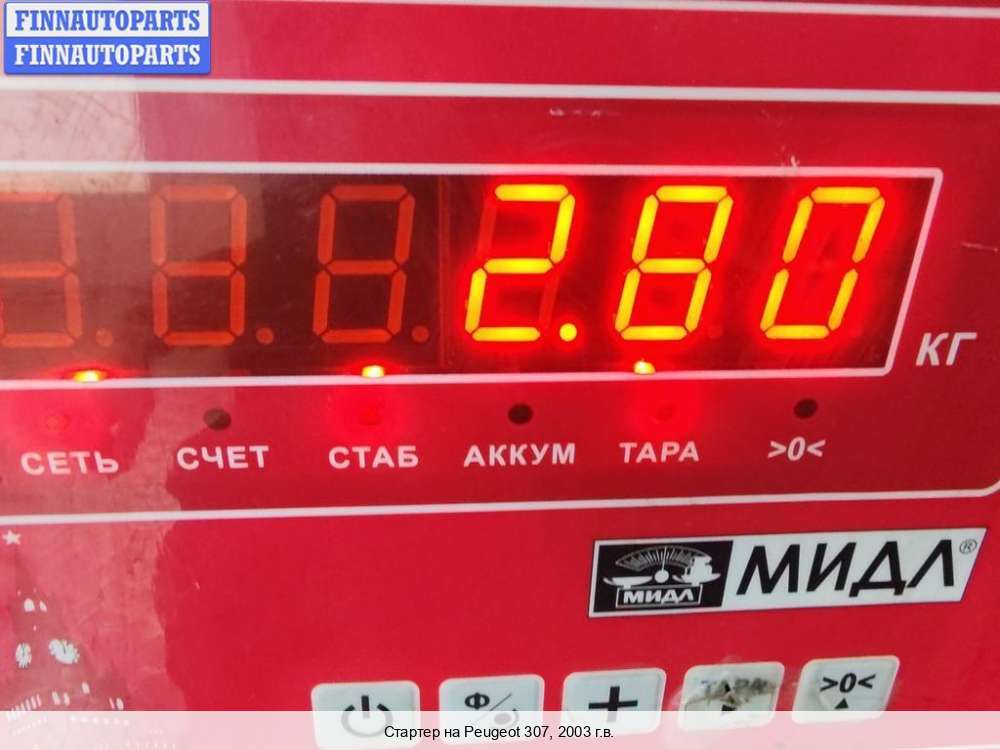 FINNAUTOPARTS
FINNAUTOPARTS
2.80
КГ
СЕТЬ СЧЕТ СТАБ АККУМ ТАРА >0<
МИДЛ МИДЛ®
Ф + ТАРА >0<
Стартер на Peugeot 307, 2003 г.в.